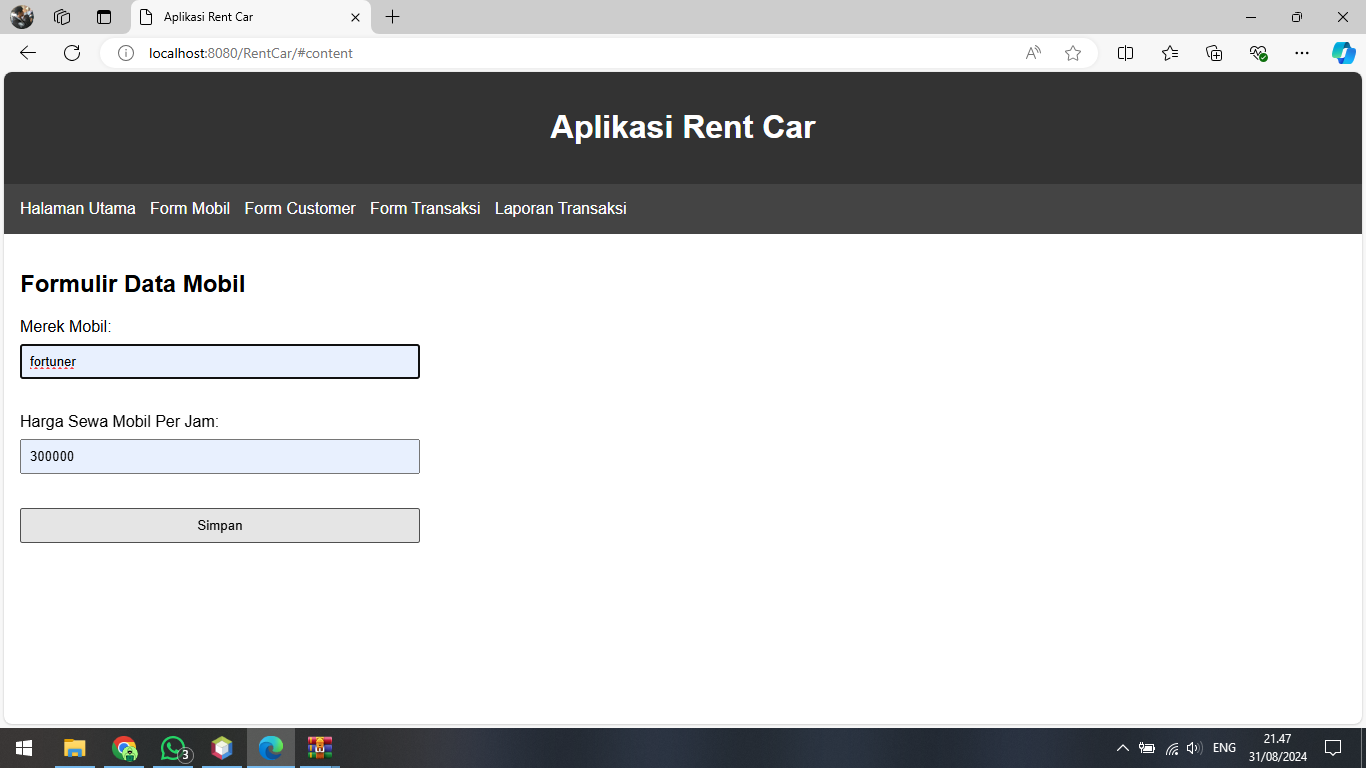 Aplikasi Rent Car
localhost:8080/RentCar/#content
Aplikasi Rent Car
Halaman Utama Form Mobil Form Customer Form Transaksi Laporan Transaksi
Formulir Data Mobil
Merek Mobil:
fortuner
Harga Sewa Mobil Per Jam:
300000
Simpan
3
ENG
21.47
31/08/2024